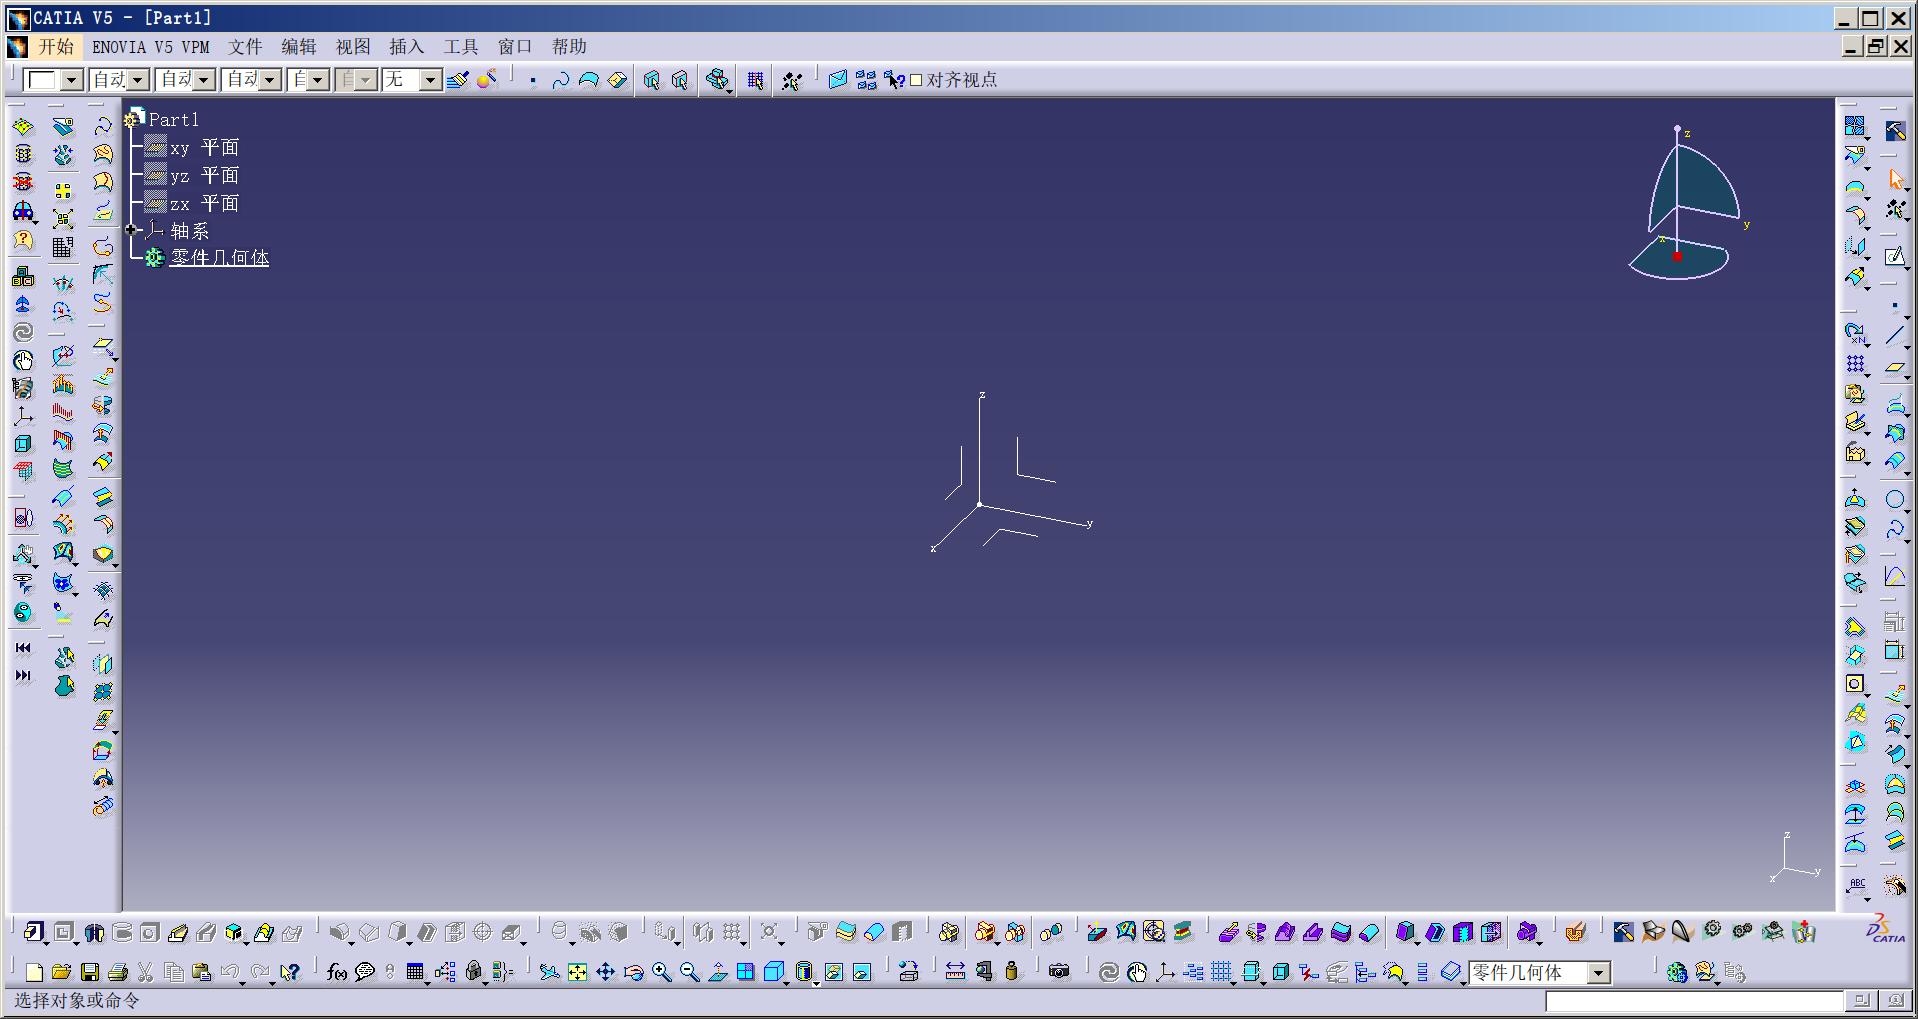 CATIA V5 - [Part1]
开始 ENOVIA V5 VPM 文件 编辑 视图 插入 工具 窗口 帮助
自动 自动 自动 自 自 无 对齐视点
Part1
xy 平面
yz 平面
zx 平面
轴系
零件几何体
z
y
x
z
y
x
z
y
x
ABC
CATIA
f(x)
零件几何体
选择对象或命令